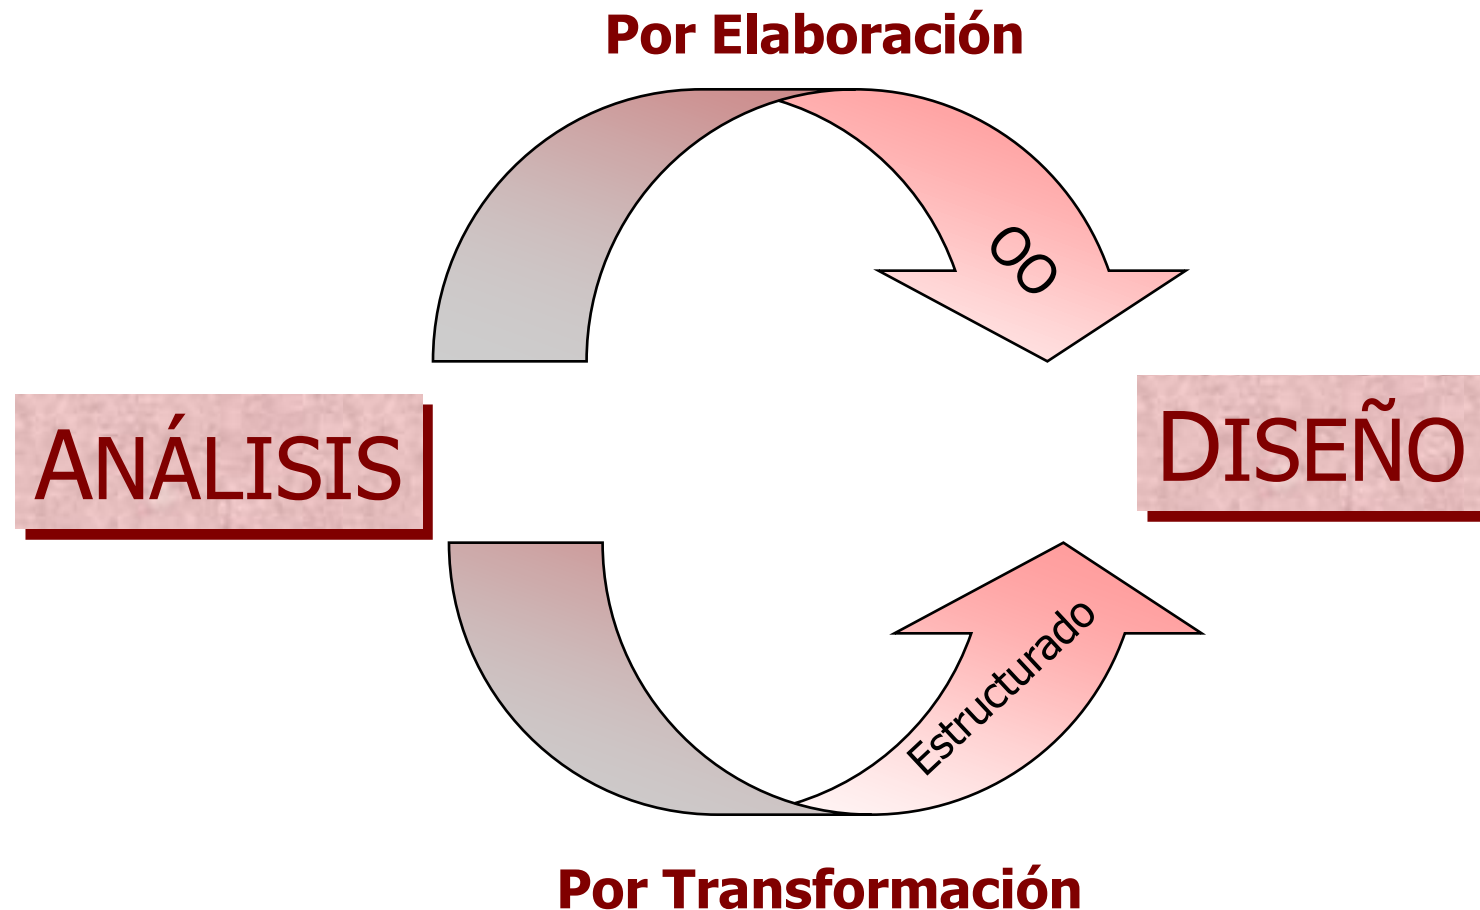 Por Elaboración
OO
ANÁLISIS
DISEÑO
Estructurado
Por Transformación